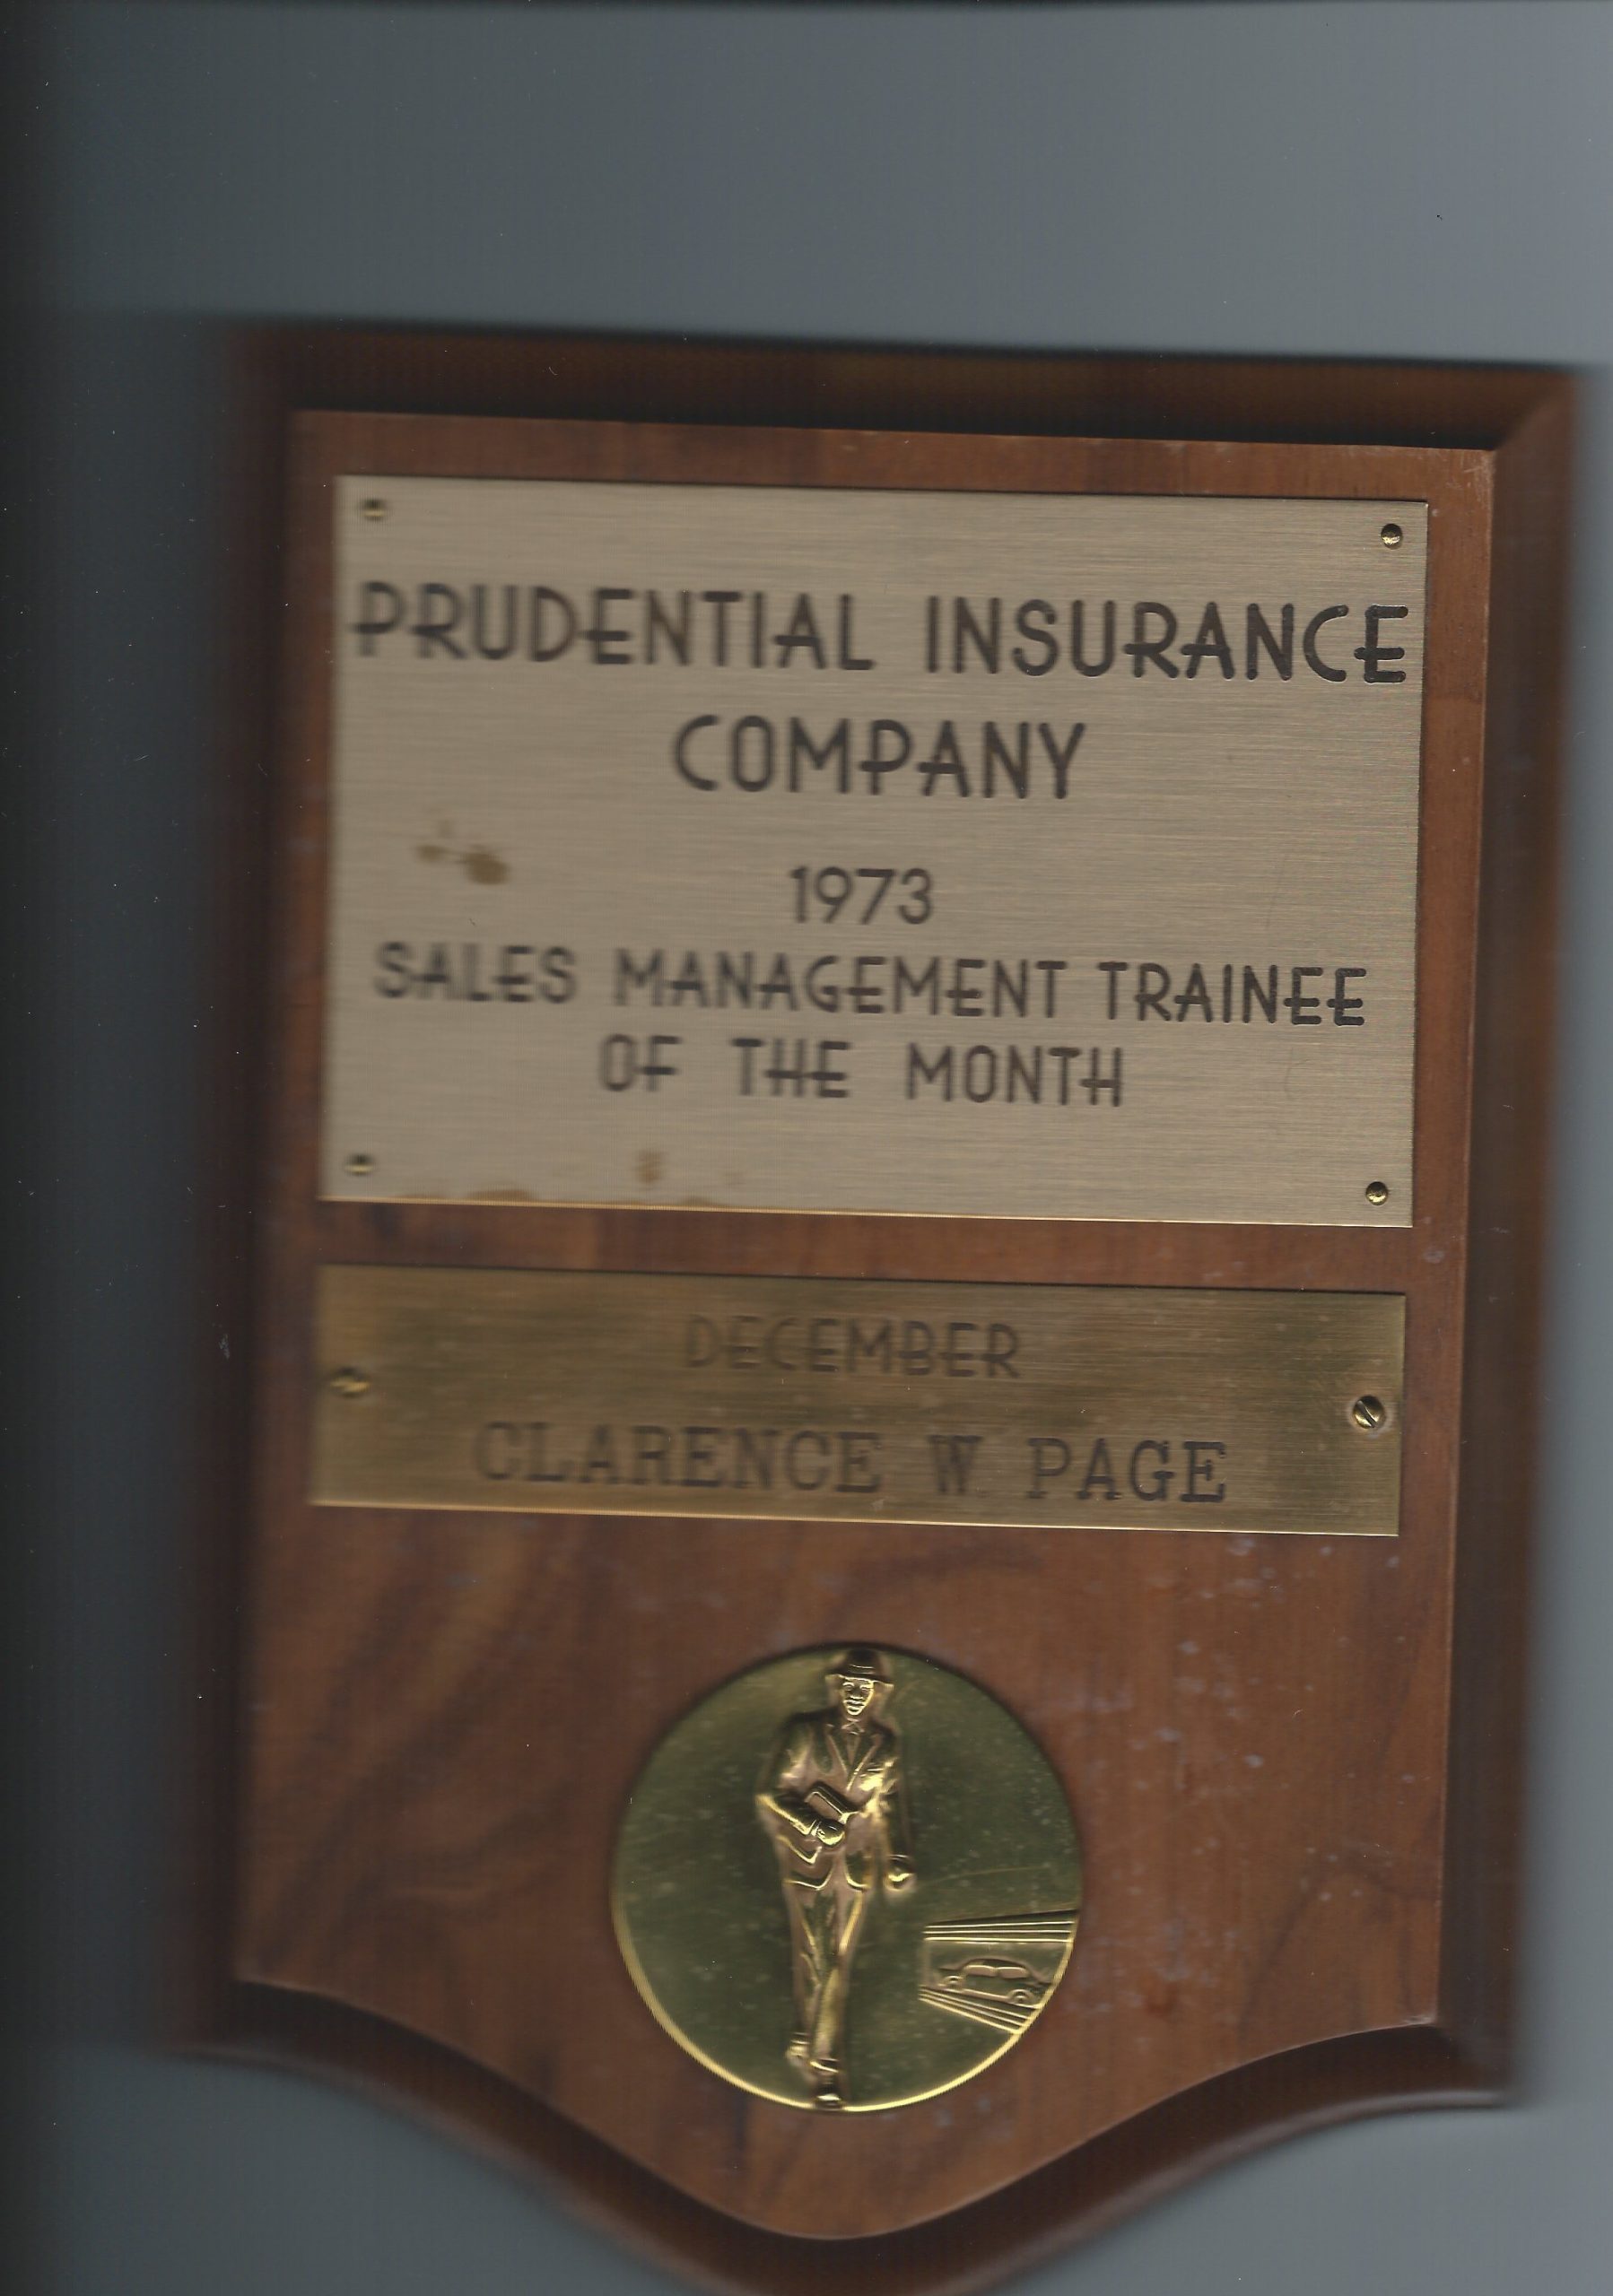 PRUDENTIAL INSURANCE
COMPANY
1973
SALES MANAGEMENT TRAINEE
OF THE MONTH
DECEMBER
CLARENCE W. PAGE